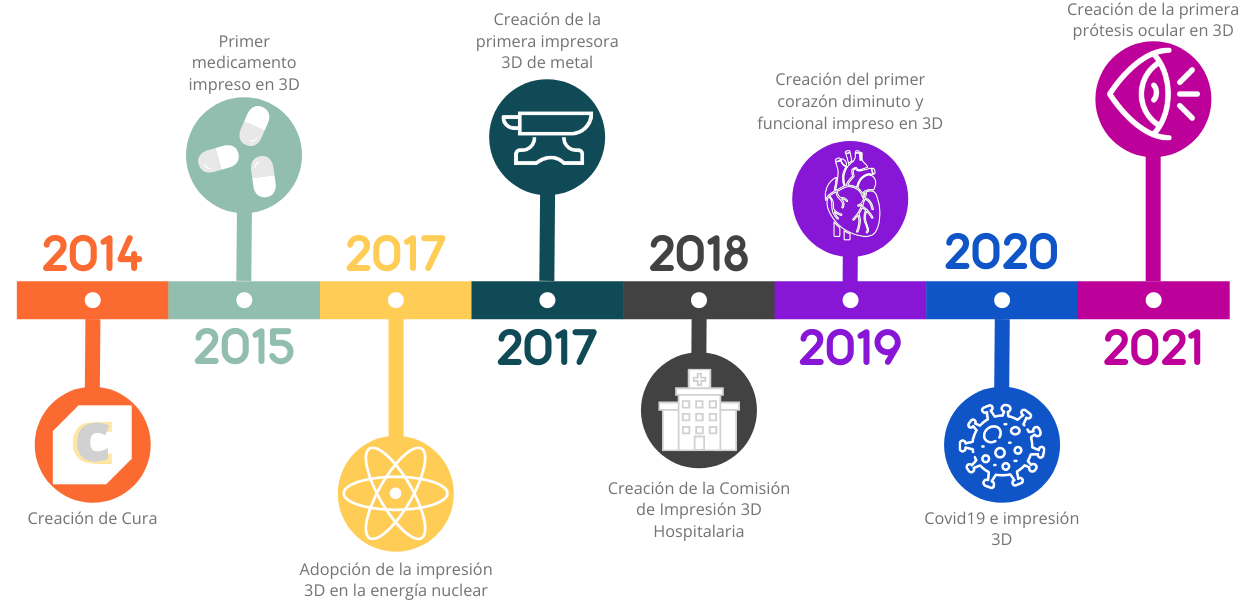 2014
C
Creación de Cura
Primer
medicamento
impreso en 3D
2015
2017
Adopción de la impresión
3D en la energía nuclear
Creación de la
primera impresora
3D de metal
2017
2018
Creación de la Comisión
de Impresión 3D
Hospitalaria
Creación del primer
corazón diminuto y
funcional impreso en 3D
2019
2020
Covid19 e impresión
3D
Creación de la primera
prótesis ocular en 3D
2021